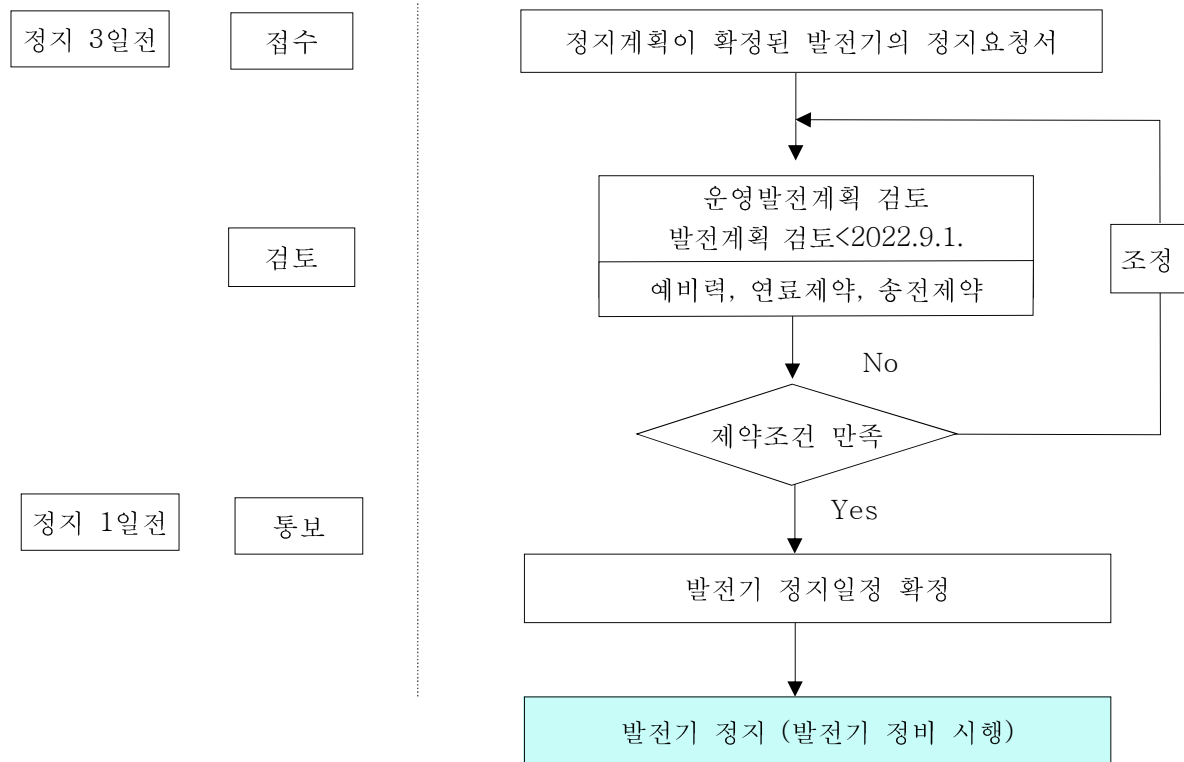 정지 3일전
접수
정지계획이 확정된 발전기의 정지요청서
운영발전계획 검토
발전계획 검토<2022.9.1.
검토
조정
예비력, 연료제약, 송전제약
No
제약조건 만족
Yes
정지 1일전
통보
발전기 정지일정 확정
발전기 정지 (발전기 정비 시행)